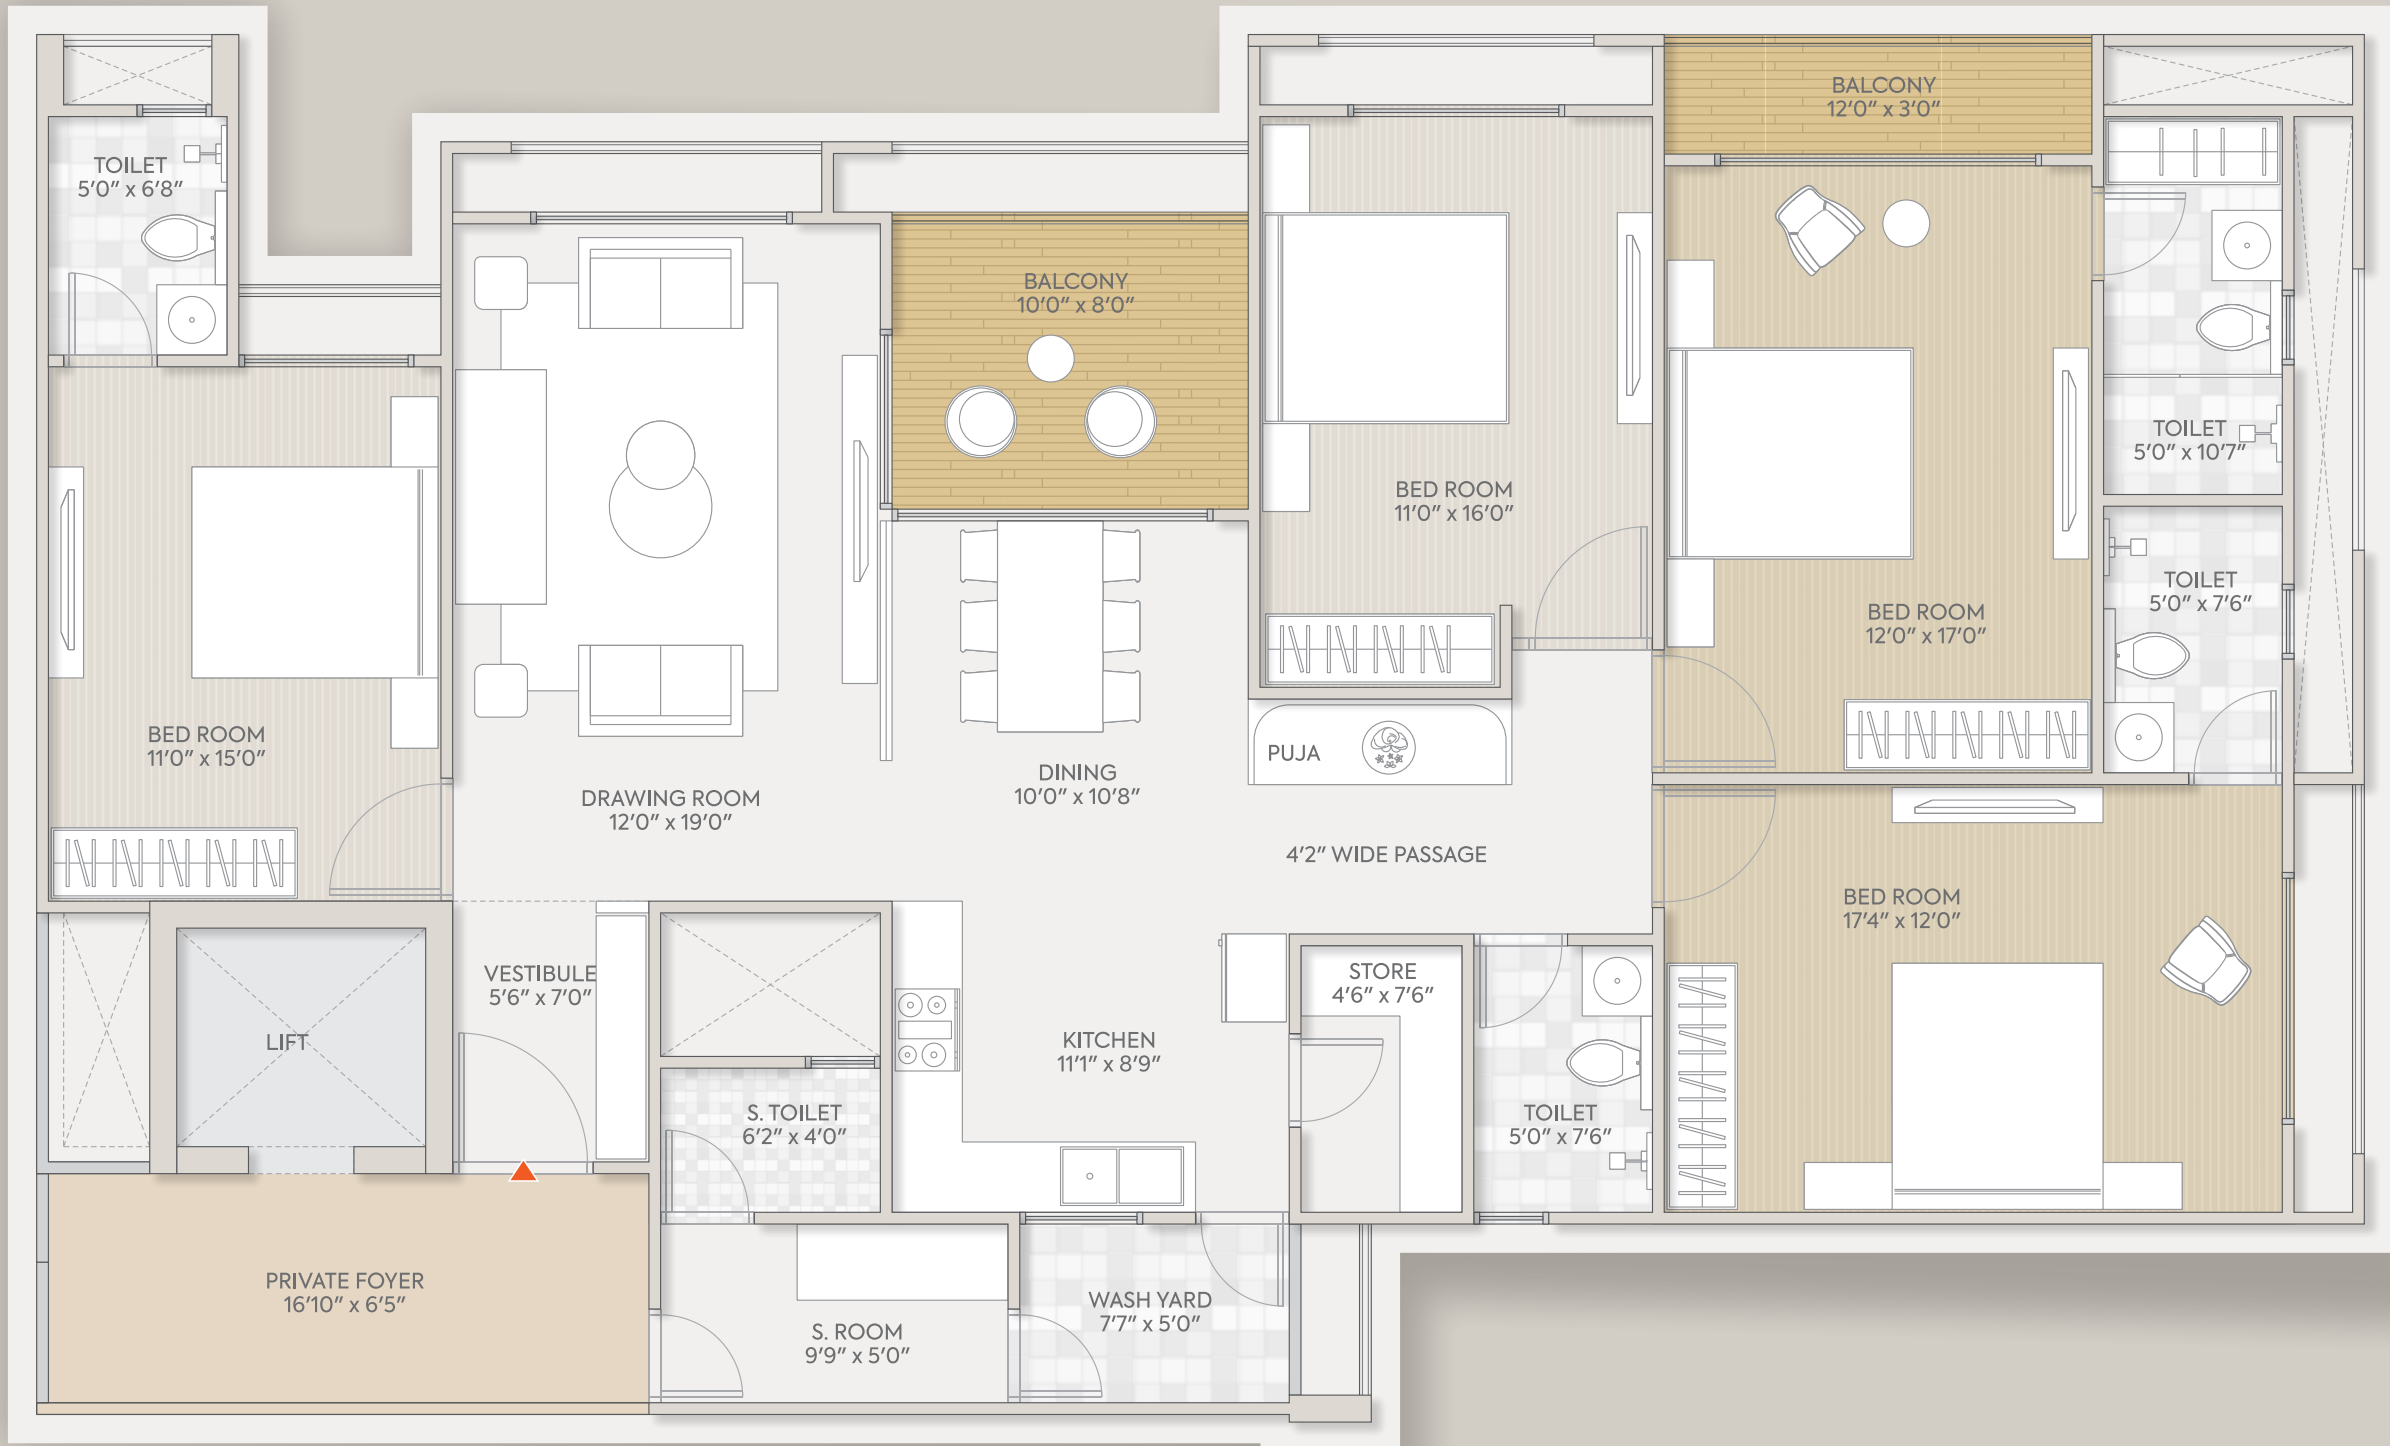 BALCONY
12'0" x 3'0"
TOILET
5'0" x 6'8"
BALCONY
10'0" x 8'0"
TOILET
5'0" x 10'7"
BED ROOM
11'0" x 16'0"
TOILET
5'0" x 7'6"
BED ROOM
12'0" x 17'0"
BED ROOM
11'0" x 15'0"
PUJA
DINING
10'0" x 10'8"
DRAWING ROOM
12'0" x 19'0"
4'2" WIDE PASSAGE
BED ROOM
17'4" x 12'0"
VESTIBULE
5'6" x 7'0"
STORE
4'6" x 7'6"
LIFT
KITCHEN
11'1" x 8'9"
S. TOILET
6'2" x 4'0"
TOILET
5'0" x 7'6"
PRIVATE FOYER
16'10" x 6'5"
WASH YARD
7'7" x 5'0"
S. ROOM
9'9" x 5'0"